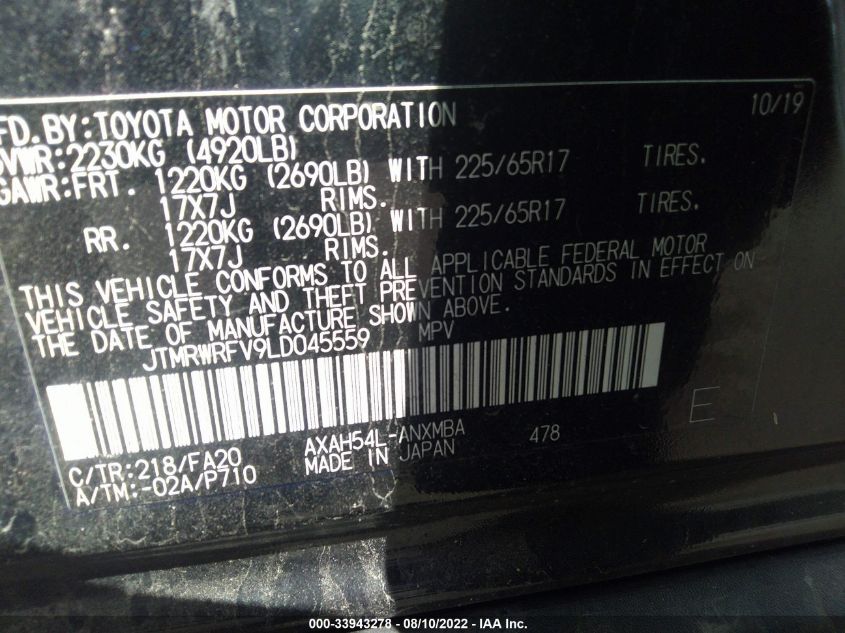 10/19
MFD.BY:TOYOTA MOTOR CORPORATION
GVWR:2230KG (4920LB)
GAWR:FRT. 1220KG (2690LB) WITH 225/65R17 TIRES.
17X7J RIMS.
RR. 1220KG (2690LB) WITH 225/65R17 TIRES.
17X7J RIMS.
THIS VEHICLE CONFORMS TO ALL APPLICABLE FEDERAL MOTOR
VEHICLE SAFETY AND THEFT PREVENTION STANDARDS IN EFFECT ON
THE DATE OF MANUFACTURE SHOWN ABOVE.
JTMRWRFV9LD045559 MPV
E
C/TR:218/FA20 AXAH54L-ANXMBA 478
A/TM:-02A/P710 MADE IN JAPAN
000-33943278 - 08/10/2022 - IAA Inc.